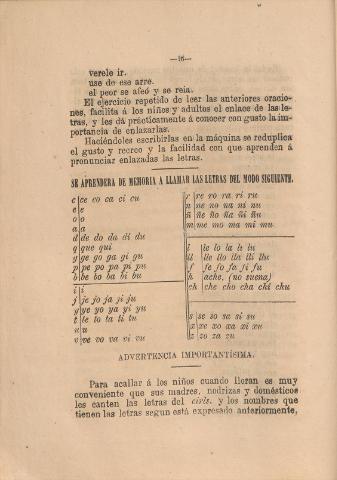 —16—
verele ir.
use de ese arre.
el peor se afeó y se reia.
El ejercicio repetido de leer las anteriores oracio-
nes, facilita á los niños y adultos el enlace de las le-
tras, y les dá prácticamente á conocer con gusto la im-
portancia de enlazarlas.
Haciéndoles escribirlas en la máquina se reduplica
el gusto y recreo y la facilidad con que aprenden á
pronunciar enlazadas las letras.
SE APRENDERA DE MEMORIA A LLAMAR LAS LETRAS DEL MODO SIGUIENTE.
c ce co ca ci cu
e e
o o
a a
d de do da di du
q que qui
g ge go ga gi gu
p pe po pa pi pu
b be bo ba bi bu
i i
j je jo ja ji ju
y ye yo ya yi yu
t te to ta ti tu
u u
v ve vo va vi vu
r re ro ra ri ru
n ne no na ni nu
ñ ñe ño ña ñi ñu
m me mo ma mi mu
l le lo la li lu
ll lle llo lla lli llu
f fe fo fa fi fu
h ache, (no suena)
ch che cho cha chi chu
s se so sa si su
x xe xo xa xi xu
z zo za zu
ADVERTENCIA IMPORTANTÍSIMA.
Para acallar á los niños cuando lloran es muy
conveniente que sus madres, nodrizas y domésticos
les canten las letras del civis. y los nombres que
tienen las letras segun está expresado anteriormente,